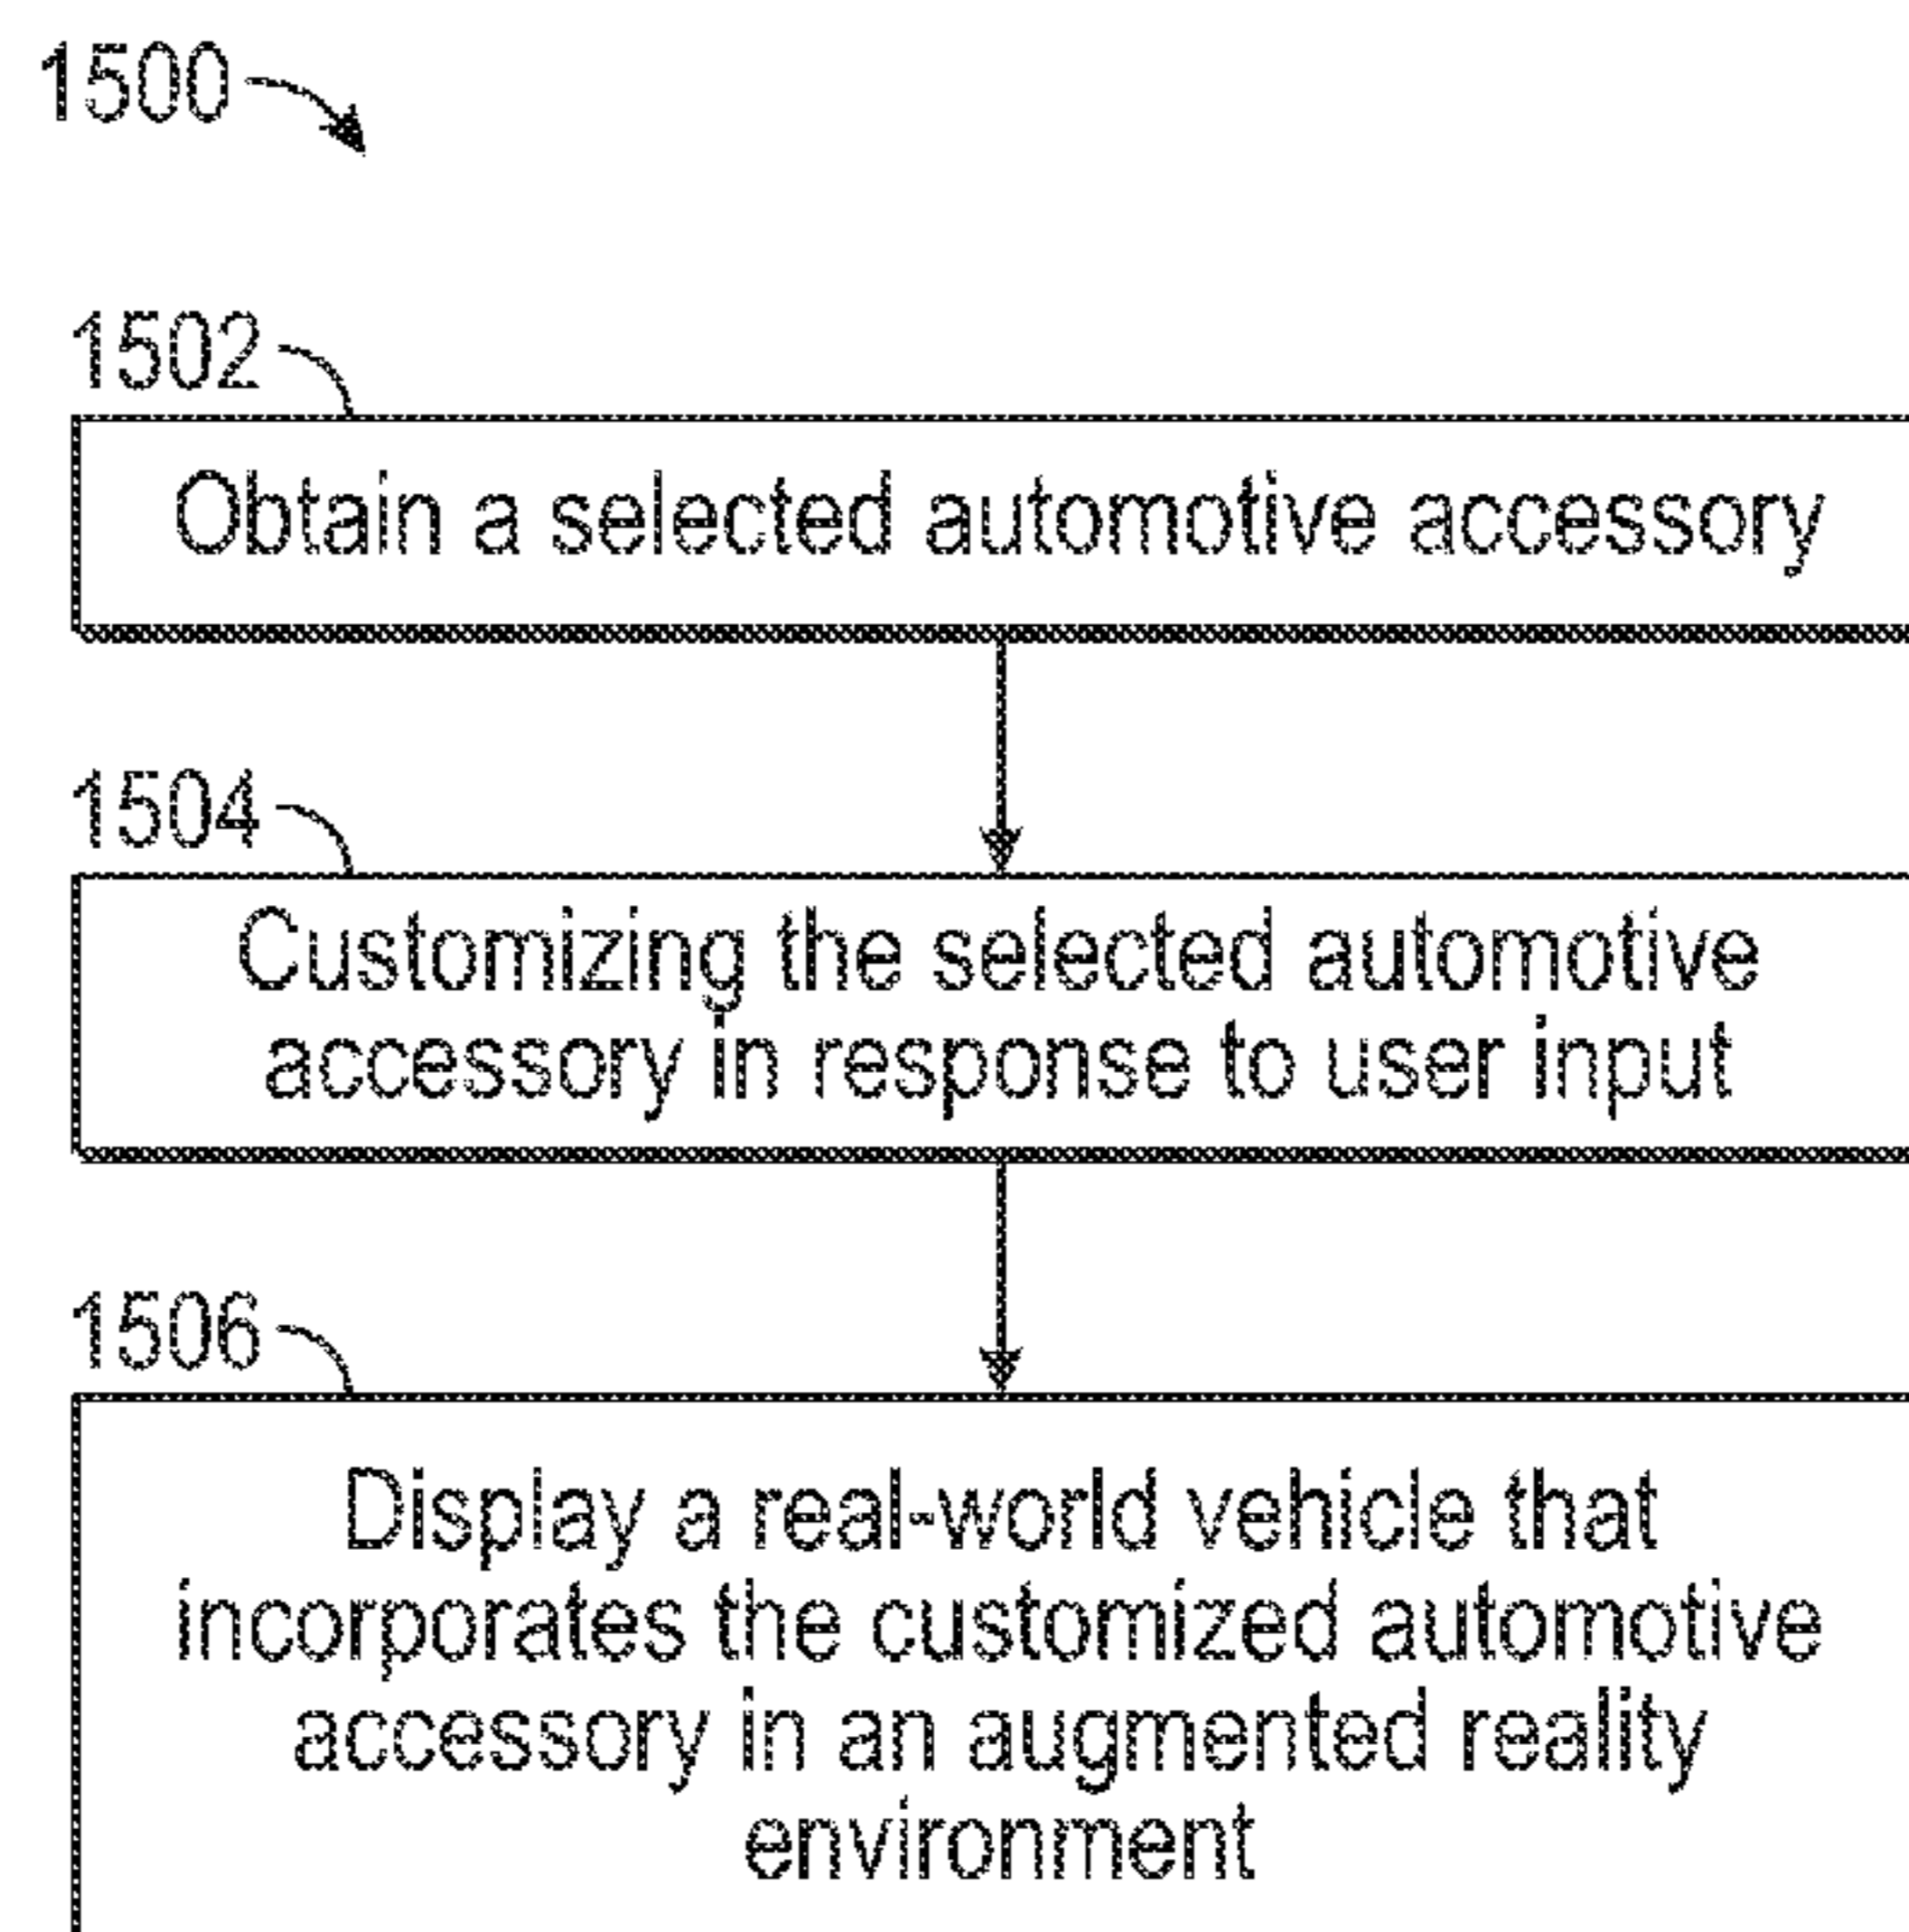 1500
1502
Obtain a selected automotive accessory
1504
Customizing the selected automotive
accessory in response to user input
1506
Display a real-world vehicle that
incorporates the customized automotive
accessory in an augmented reality
environment